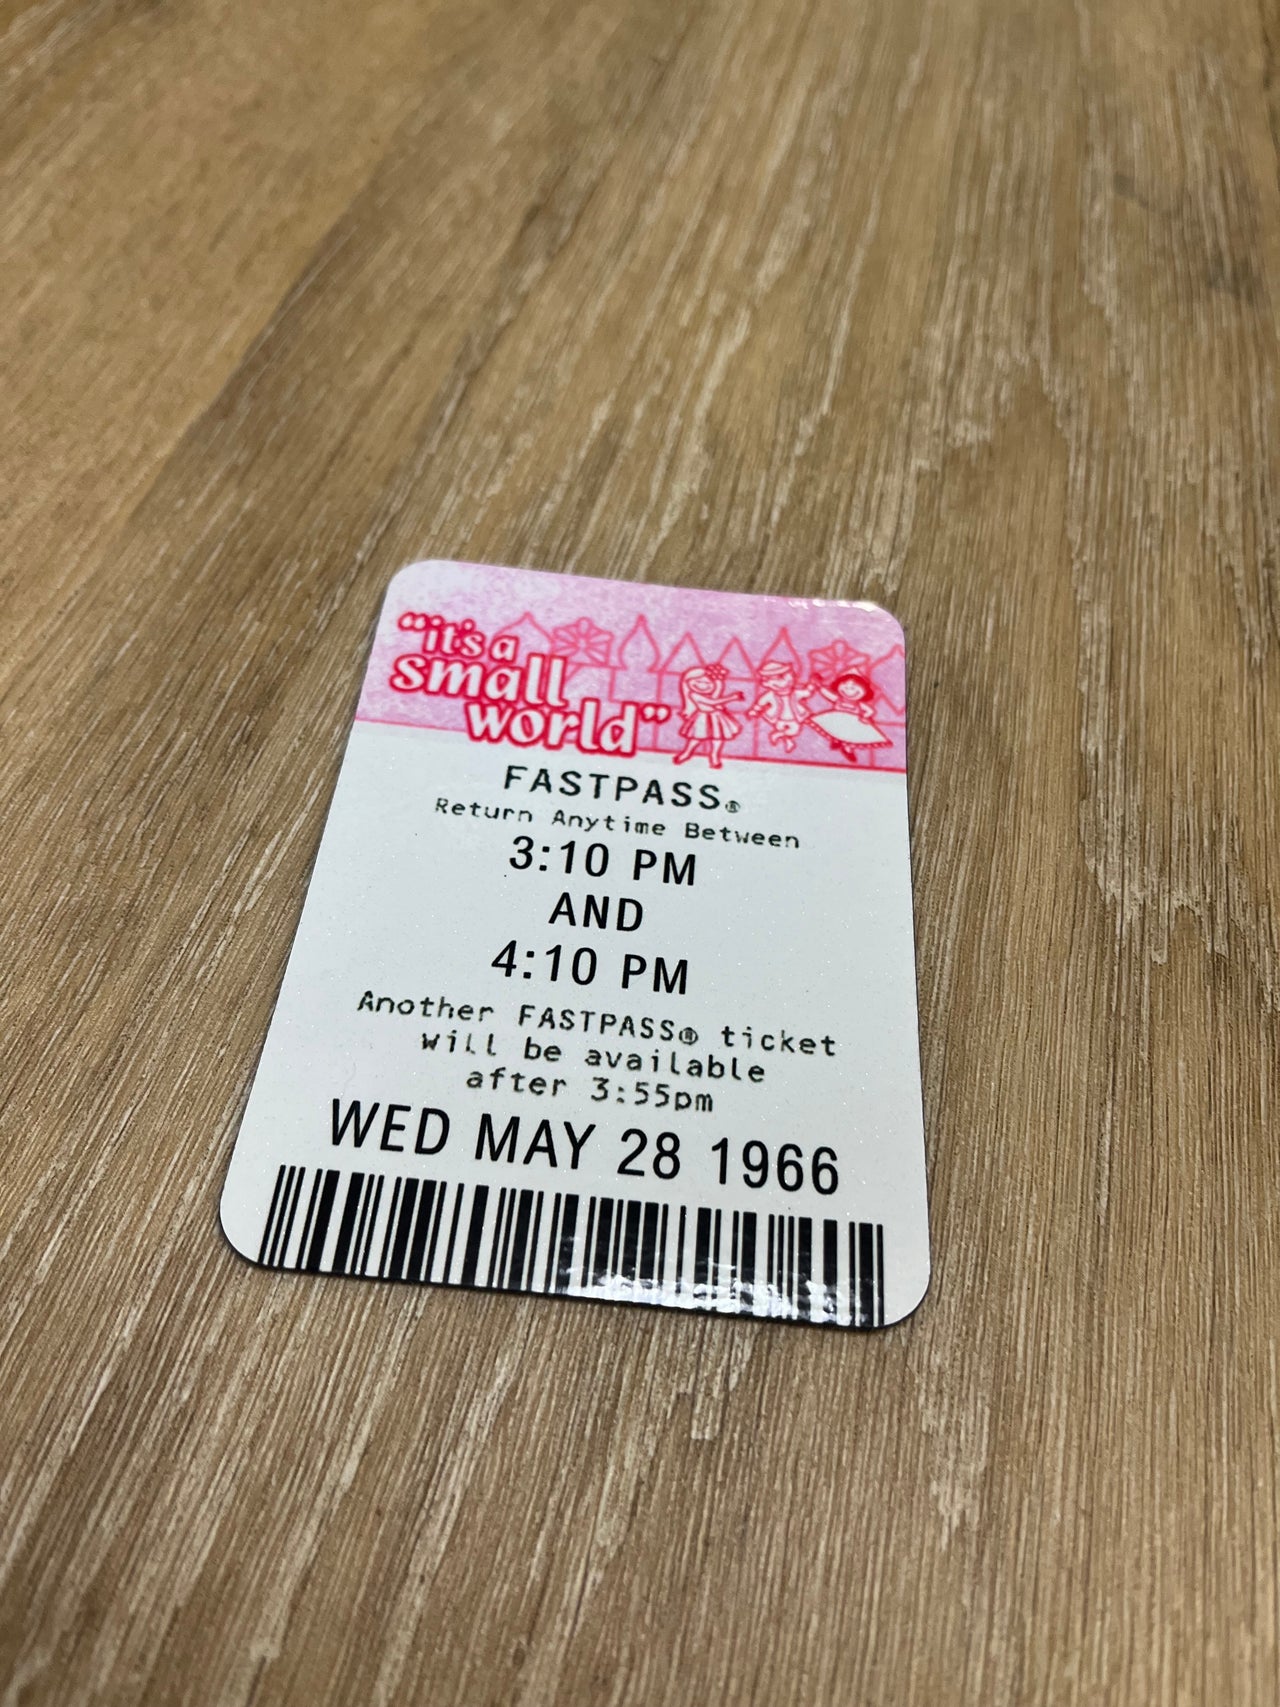 "it's a
small
world"
FASTPASS®
Return Anytime Between
3:10 PM
AND
4:10 PM
Another FASTPASS® ticket
will be available
after 3:55pm
WED MAY 28 1966